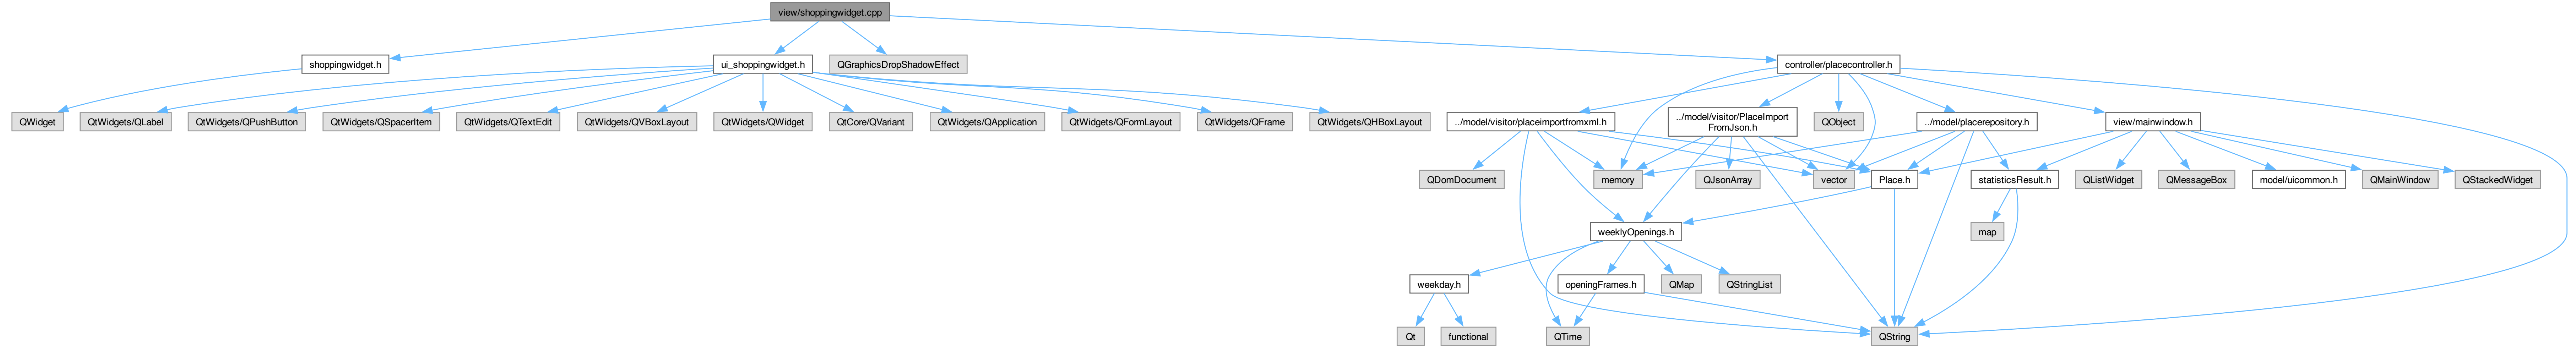 view/shoppingwidget.cpp
shoppingwidget.h
ui_shoppingwidget.h
QGraphicsDropShadowEffect
controller/placecontroller.h
QWidget
QtWidgets/QLabel
QtWidgets/QPushButton
QtWidgets/QSpacerItem
QtWidgets/QTextEdit
QtWidgets/QVBoxLayout
QtWidgets/QWidget
QtCore/QVariant
QtWidgets/QApplication
QtWidgets/QFormLayout
QtWidgets/QFrame
QtWidgets/QHBoxLayout
../model/visitor/placeimportfromxml.h
../model/visitor/PlaceImport
FromJson.h
QObject
../model/placerepository.h
view/mainwindow.h
QDomDocument
memory
QJsonArray
vector
Place.h
statisticsResult.h
QListWidget
QMessageBox
model/uicommon.h
QMainWindow
QStackedWidget
weeklyOpenings.h
map
weekday.h
openingFrames.h
QMap
QStringList
Qt
functional
QTime
QString